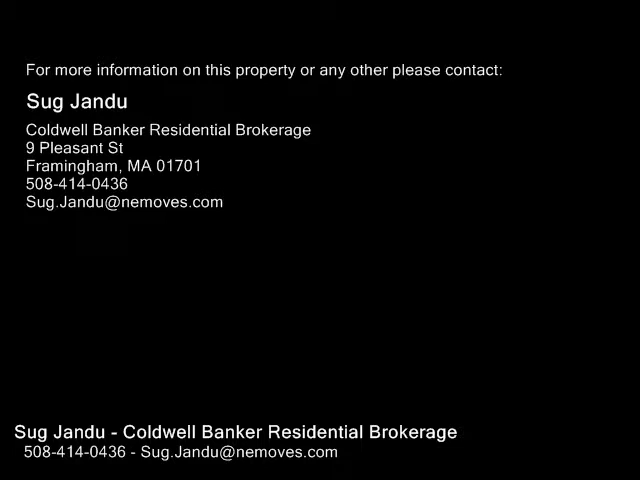 For more information on this property or any other please contact:
Sug Jandu
Coldwell Banker Residential Brokerage
9 Pleasant St
Framingham, MA 01701
508-414-0436
Sug.Jandu@nemoves.com
Sug Jandu - Coldwell Banker Residential Brokerage
508-414-0436 - Sug.Jandu@nemoves.com